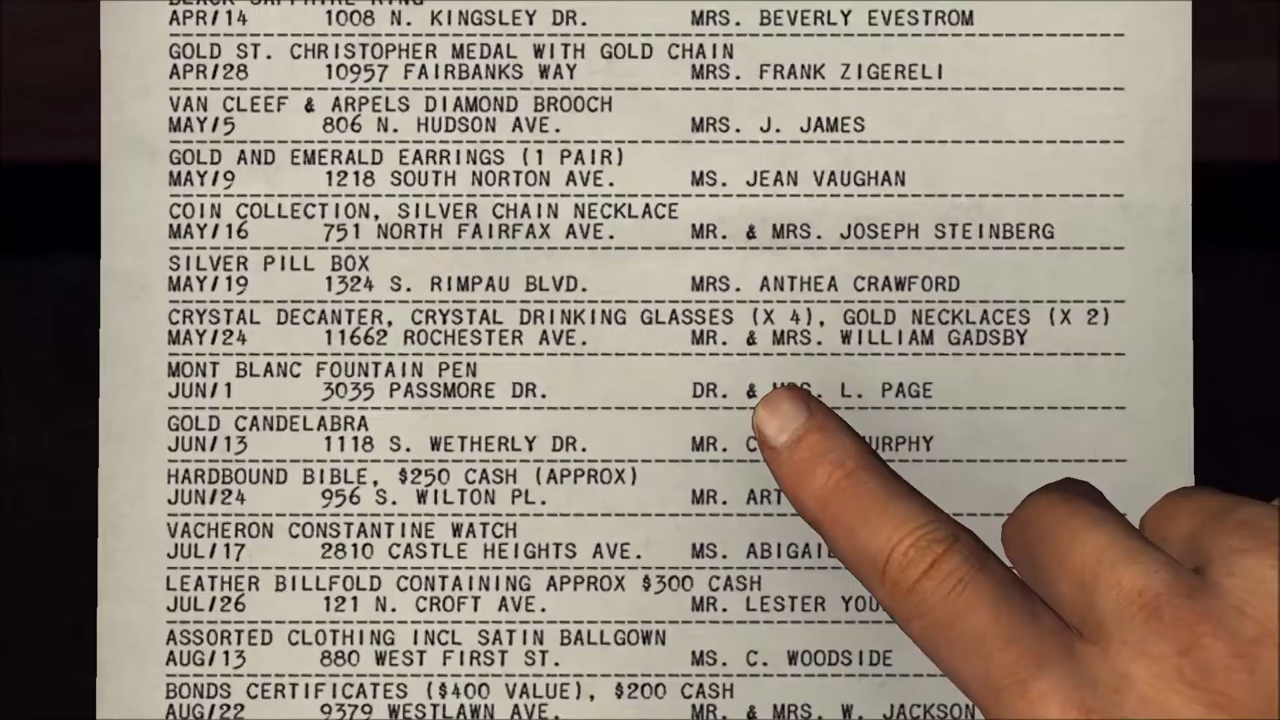 BLACK SAPPHIRE RING
APR/14 1008 N. KINGSLEY DR. MRS. BEVERLY EVESTROM
GOLD ST. CHRISTOPHER MEDAL WITH GOLD CHAIN
APR/28 10957 FAIRBANKS WAY MRS. FRANK ZIGERELI
VAN CLEEF & ARPELS DIAMOND BROOCH
MAY/5 806 N. HUDSON AVE. MRS. J. JAMES
GOLD AND EMERALD EARRINGS (1 PAIR)
MAY/9 1218 SOUTH NORTON AVE. MS. JEAN VAUGHAN
COIN COLLECTION, SILVER CHAIN NECKLACE
MAY/16 751 NORTH FAIRFAX AVE. MR. & MRS. JOSEPH STEINBERG
SILVER PILL BOX
MAY/19 1324 S. RIMPAU BLVD. MRS. ANTHEA CRAWFORD
CRYSTAL DECANTER, CRYSTAL DRINKING GLASSES (X 4), GOLD NECKLACES (X 2)
MAY/24 11662 ROCHESTER AVE. MR. & MRS. WILLIAM GADSBY
MONT BLANC FOUNTAIN PEN
JUN/1 3035 PASSMORE DR. DR. & MRS. L. PAGE
GOLD CANDELABRA
JUN/13 1118 S. WETHERLY DR. MR.
HARDBOUND BIBLE, $250 CASH (APPROX)
JUN/24 956 S. WILTON PL. MR.
VACHERON CONSTANTINE WATCH
JUL/17 2810 CASTLE HEIGHTS AVE. MS. ABIGAIL
LEATHER BILLFOLD CONTAINING APPROX $300 CASH
JUL/26 121 N. CROFT AVE. MR. LESTER
ASSORTED CLOTHING INCL SATIN BALLGOWN
AUG/13 880 WEST FIRST ST. MS. C. WOODSIDE
BONDS CERTIFICATES ($400 VALUE), $200 CASH
AUG/22 9379 WESTLAWN AVE. MR. & MRS. W. JACKSON